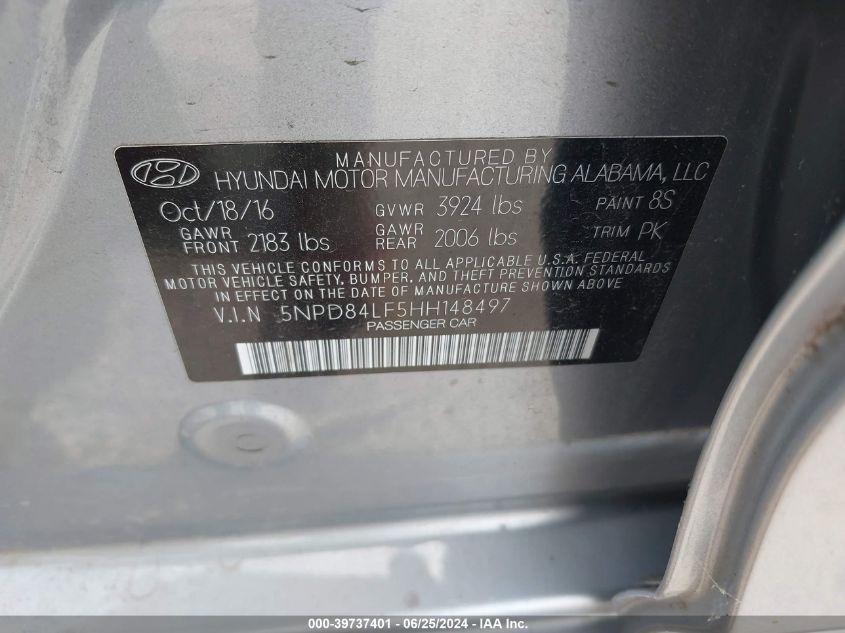 MANUFACTURED BY
HYUNDAI MOTOR MANUFACTURING ALABAMA, LLC
Oct/18/16 GVWR 3924 lbs PAINT 8S
GAWR FRONT 2183 lbs GAWR REAR 2006 lbs TRIM PK
THIS VEHICLE CONFORMS TO ALL APPLICABLE U.S.A. FEDERAL
MOTOR VEHICLE SAFETY, BUMPER, AND THEFT PREVENTION STANDARDS
IN EFFECT ON THE DATE OF MANUFACTURE SHOWN ABOVE.
V.I.N 5NPD84LF5HH148497
PASSENGER CAR
000-39737401 - 06/25/2024 - IAA Inc.